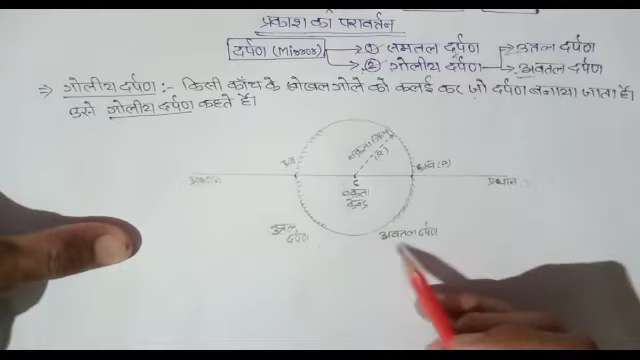 प्रकाश का परावर्तन
दर्पण (Mirror) ① समतल दर्पण उत्तल दर्पण
② गोलीय दर्पण अवतल दर्पण
⇒ गोलीय दर्पण :- किसी काँच के खोखले गोले को कलई कर जो दर्पण बनाया जाता है।
उसे गोलीय दर्पण कहते हैं।
वक्रता त्रिज्या
(R)
ध्रुव ध्रुव (P)
C
वक्रता
केन्द्र
उत्तल
दर्पण
अवतल दर्पण